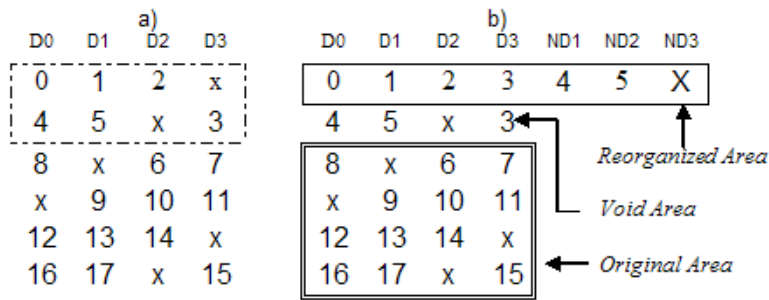 a) b)
D0 D1 D2 D3 D0 D1 D2 D3 ND1 ND2 ND3
0 1 2 x 0 1 2 3 4 5 X
4 5 x 3 4 5 x 3
8 x 6 7 8 x 6 7 Reorganized Area
x 9 10 11 x 9 10 11 Void Area
12 13 14 x 12 13 14 x
16 17 x 15 16 17 x 15 Original Area